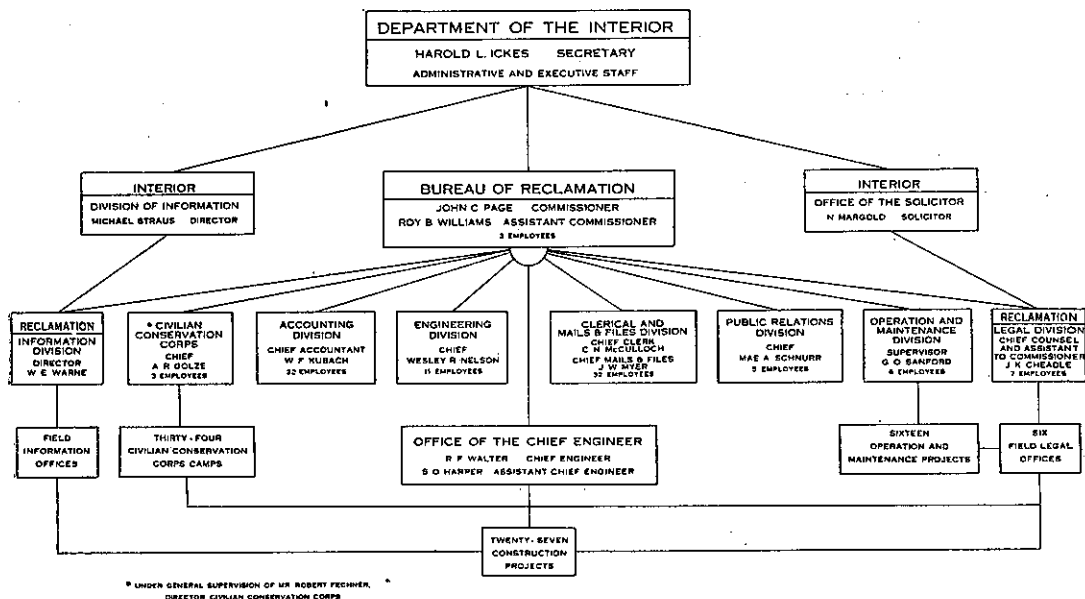 DEPARTMENT OF THE INTERIOR
HAROLD L. ICKES SECRETARY
ADMINISTRATIVE AND EXECUTIVE STAFF
INTERIOR
DIVISION OF INFORMATION
MICHAEL STRAUS DIRECTOR
BUREAU OF RECLAMATION
JOHN C PAGE COMMISSIONER
ROY B WILLIAMS ASSISTANT COMMISSIONER
3 EMPLOYEES
INTERIOR
OFFICE OF THE SOLICITOR
N MARGOLD SOLICITOR
RECLAMATION
INFORMATION
DIVISION
DIRECTOR
W E WARNE
* CIVILIAN
CONSERVATION
CORPS
CHIEF
A R GOLZE
3 EMPLOYEES
ACCOUNTING
DIVISION
CHIEF ACCOUNTANT
W F KUBACH
32 EMPLOYEES
ENGINEERING
DIVISION
CHIEF
WESLEY R NELSON
11 EMPLOYEES
CLERICAL AND
MAILS & FILES DIVISION
CHIEF CLERK
C N McCULLOCH
CHIEF MAILS & FILES
J W MYER
32 EMPLOYEES
PUBLIC RELATIONS
DIVISION
CHIEF
MAE A SCHNURR
5 EMPLOYEES
OPERATION AND
MAINTENANCE
DIVISION
SUPERVISOR
G O SANFORD
6 EMPLOYEES
RECLAMATION
LEGAL DIVISION
CHIEF COUNSEL
AND ASSISTANT
TO COMMISSIONER
J K CHEADLE
7 EMPLOYEES
FIELD
INFORMATION
OFFICES
THIRTY-FOUR
CIVILIAN CONSERVATION
CORPS CAMPS
OFFICE OF THE CHIEF ENGINEER
R F WALTER CHIEF ENGINEER
S O HARPER ASSISTANT CHIEF ENGINEER
SIXTEEN
OPERATION AND
MAINTENANCE PROJECTS
SIX
FIELD LEGAL
OFFICES
TWENTY-SEVEN
CONSTRUCTION
PROJECTS
* UNDER GENERAL SUPERVISION OF MR ROBERT FECHNER,
DIRECTOR CIVILIAN CONSERVATION CORPS